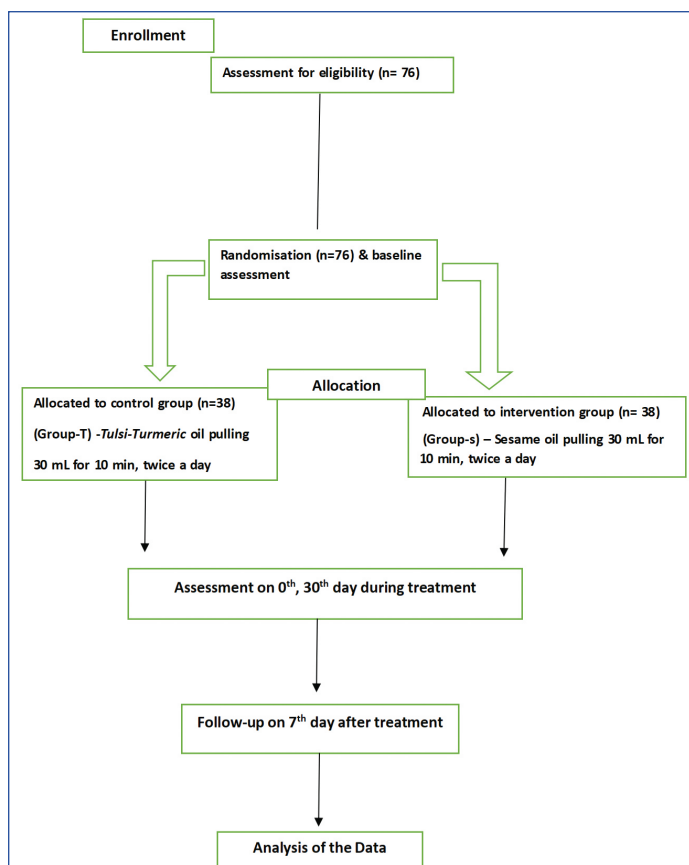 Enrollment
Assessment for eligibility (n= 76)
Randomisation (n=76) & baseline
assessment
Allocation
Allocated to control group (n=38)
(Group-T) -Tulsi-Turmeric oil pulling
30 mL for 10 min, twice a day
Allocated to intervention group (n= 38)
(Group-s) – Sesame oil pulling 30 mL for
10 min, twice a day
Assessment on 0th, 30th day during treatment
Follow-up on 7th day after treatment
Analysis of the Data